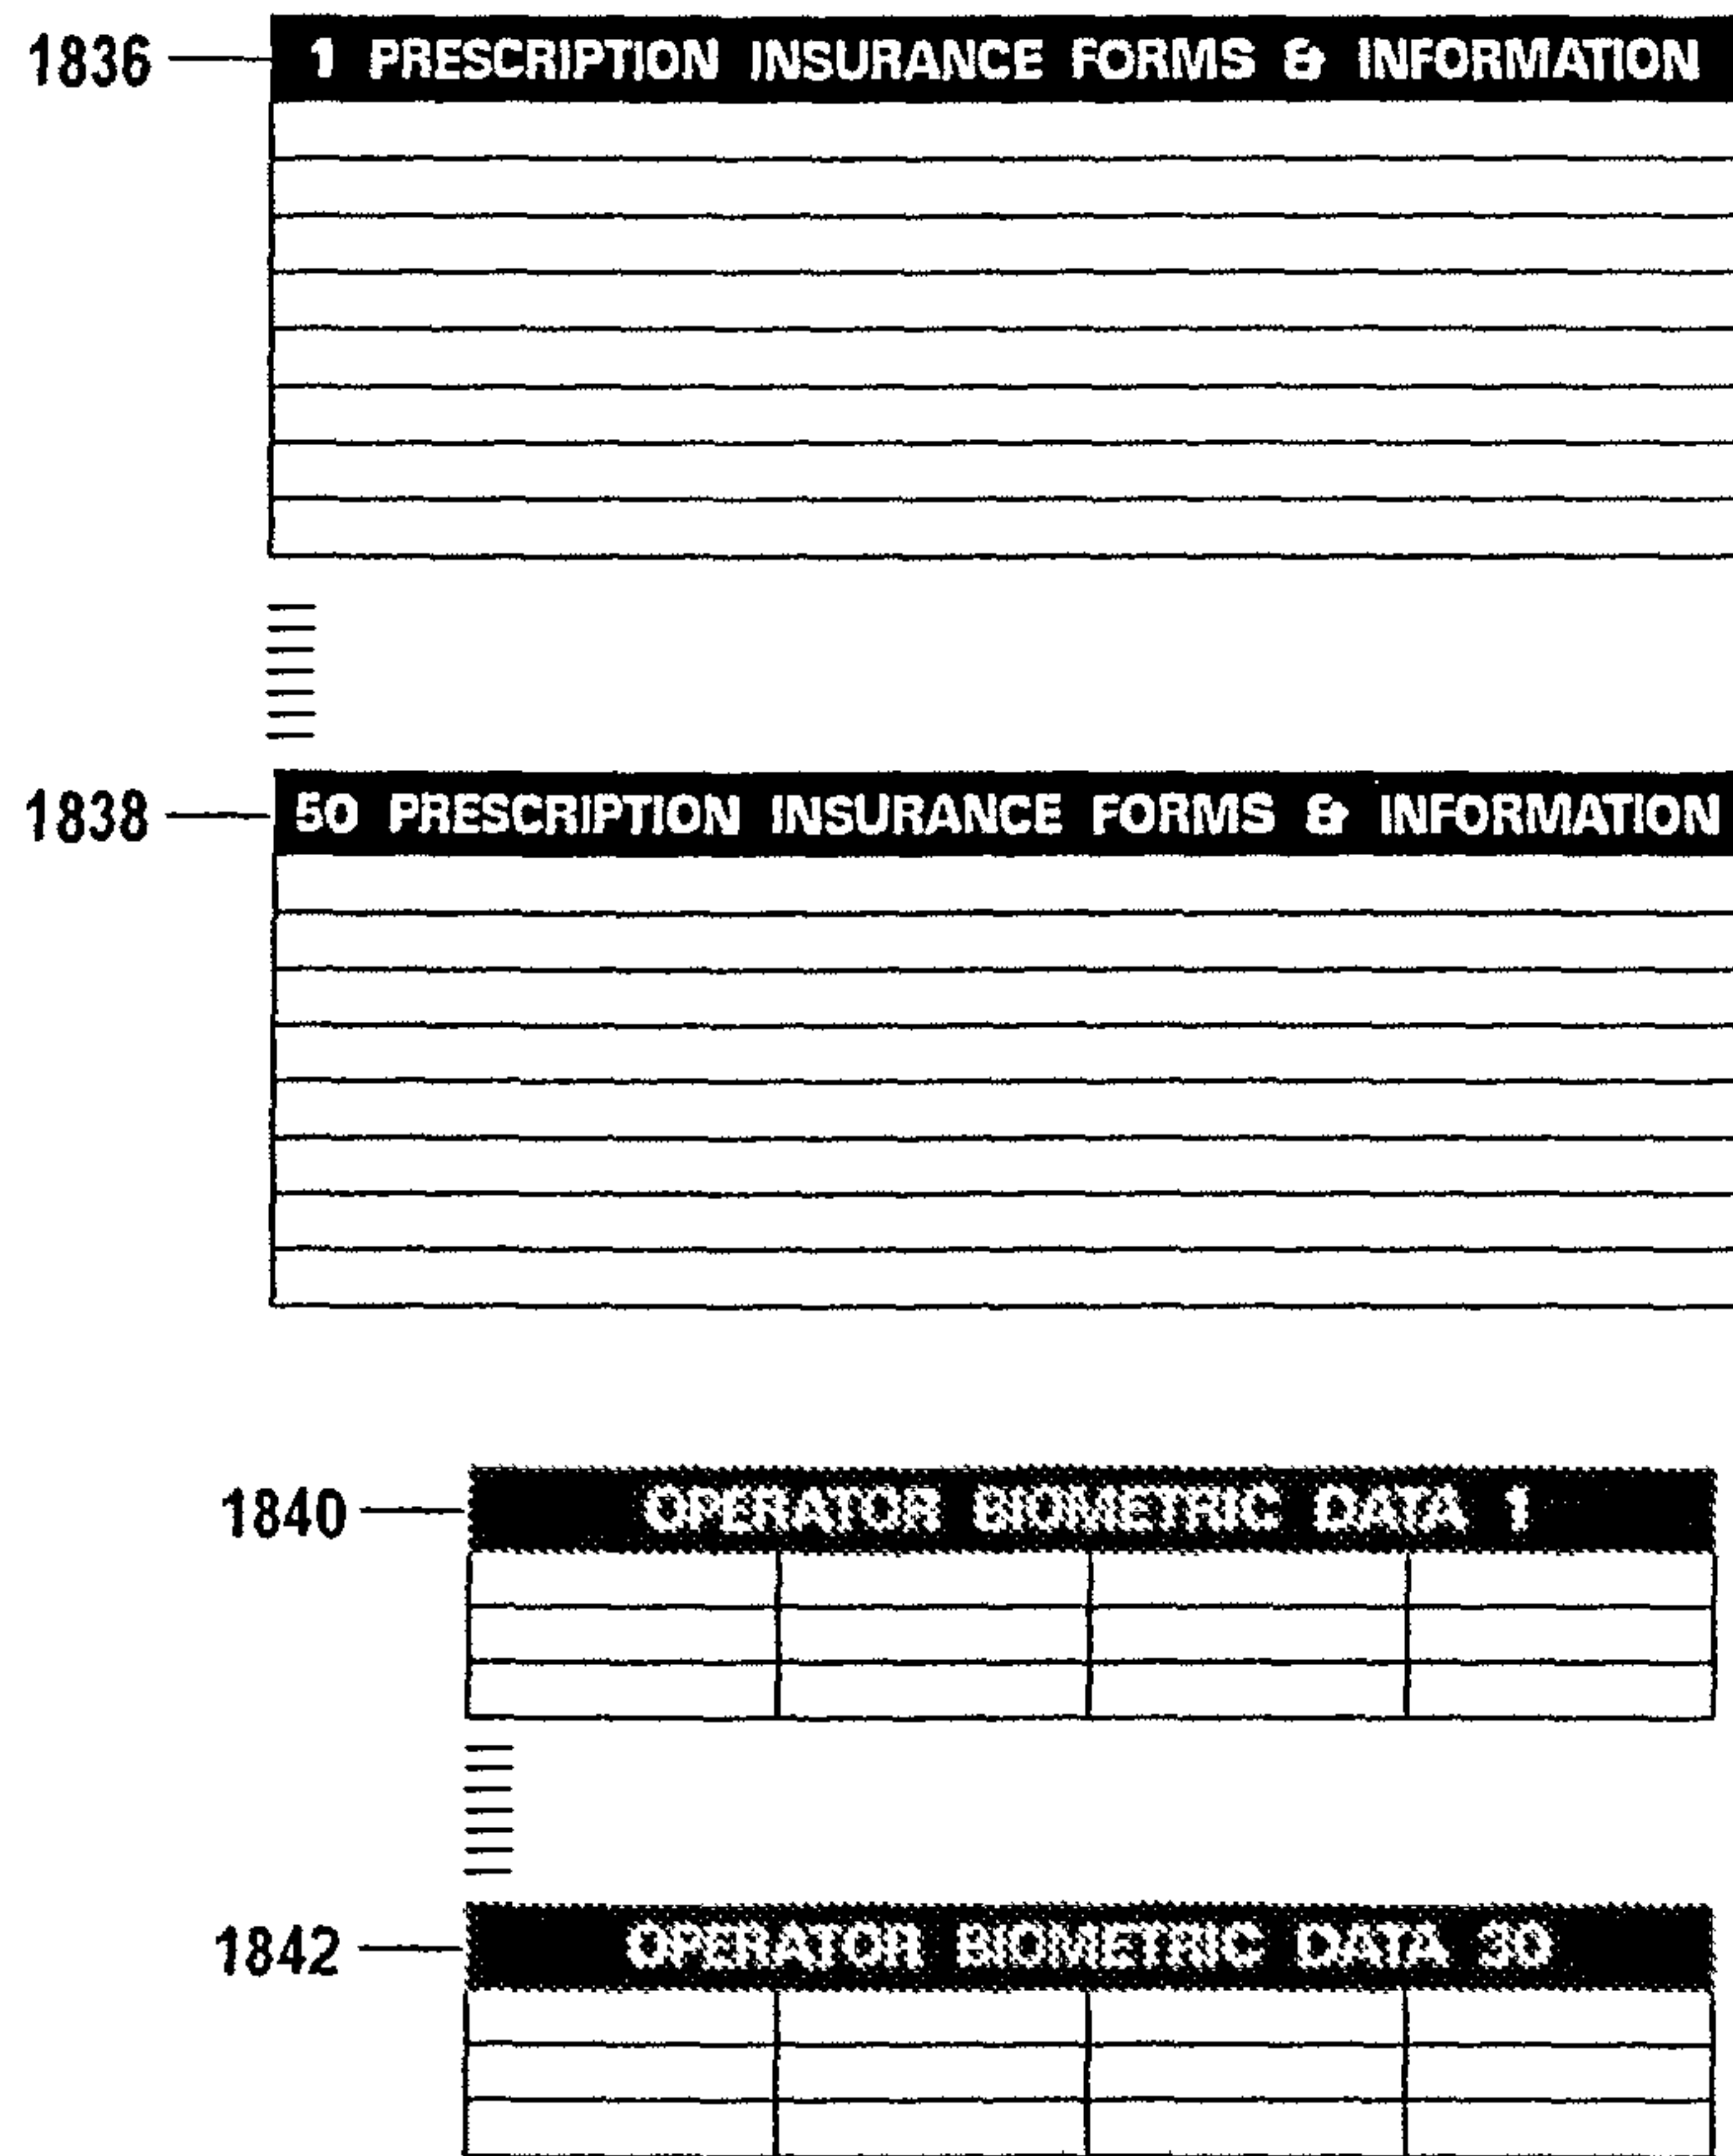 1836 1 PRESCRIPTION INSURANCE FORMS & INFORMATION
1838 50 PRESCRIPTION INSURANCE FORMS & INFORMATION
1840 OPERATOR BIOMETRIC DATA 1
1842 OPERATOR BIOMETRIC DATA 30